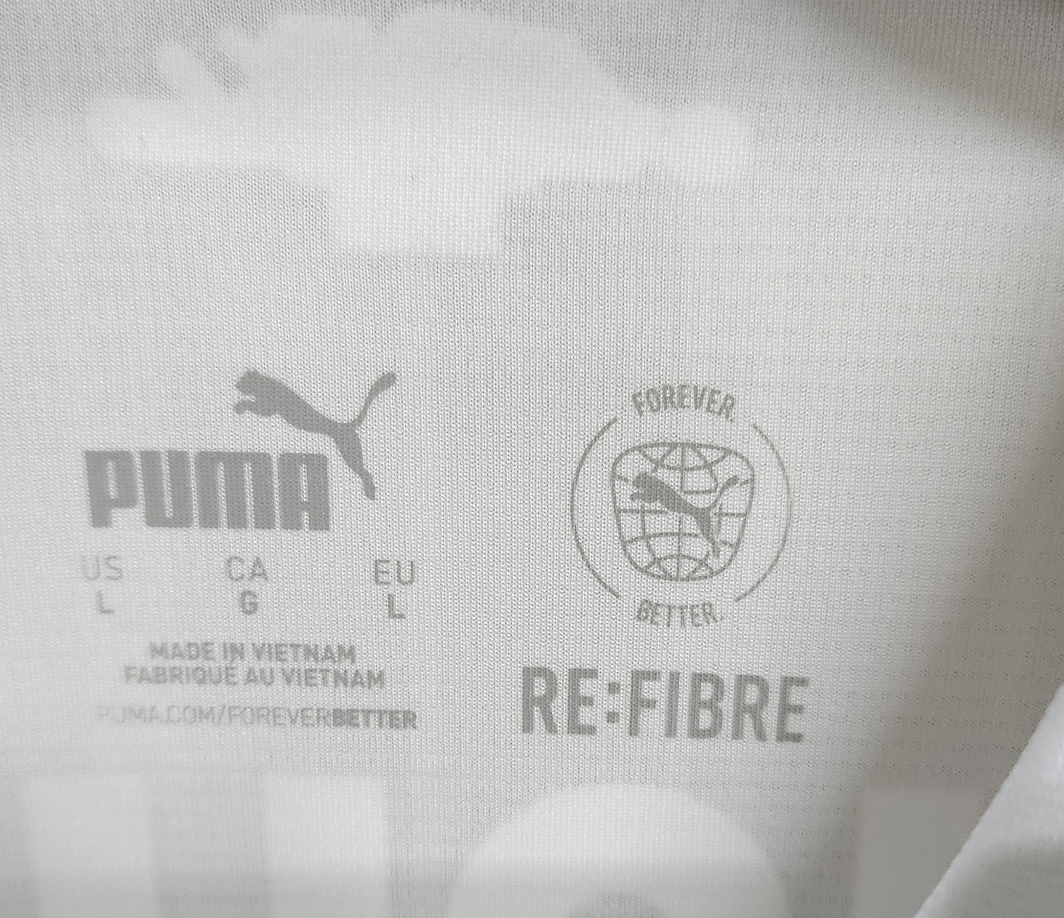 PUMA
US CA EU
L G L
MADE IN VIETNAM
FABRIQUÉ AU VIETNAM
PUMA.COM/FOREVERBETTER
FOREVER.
BETTER.
RE:FIBRE